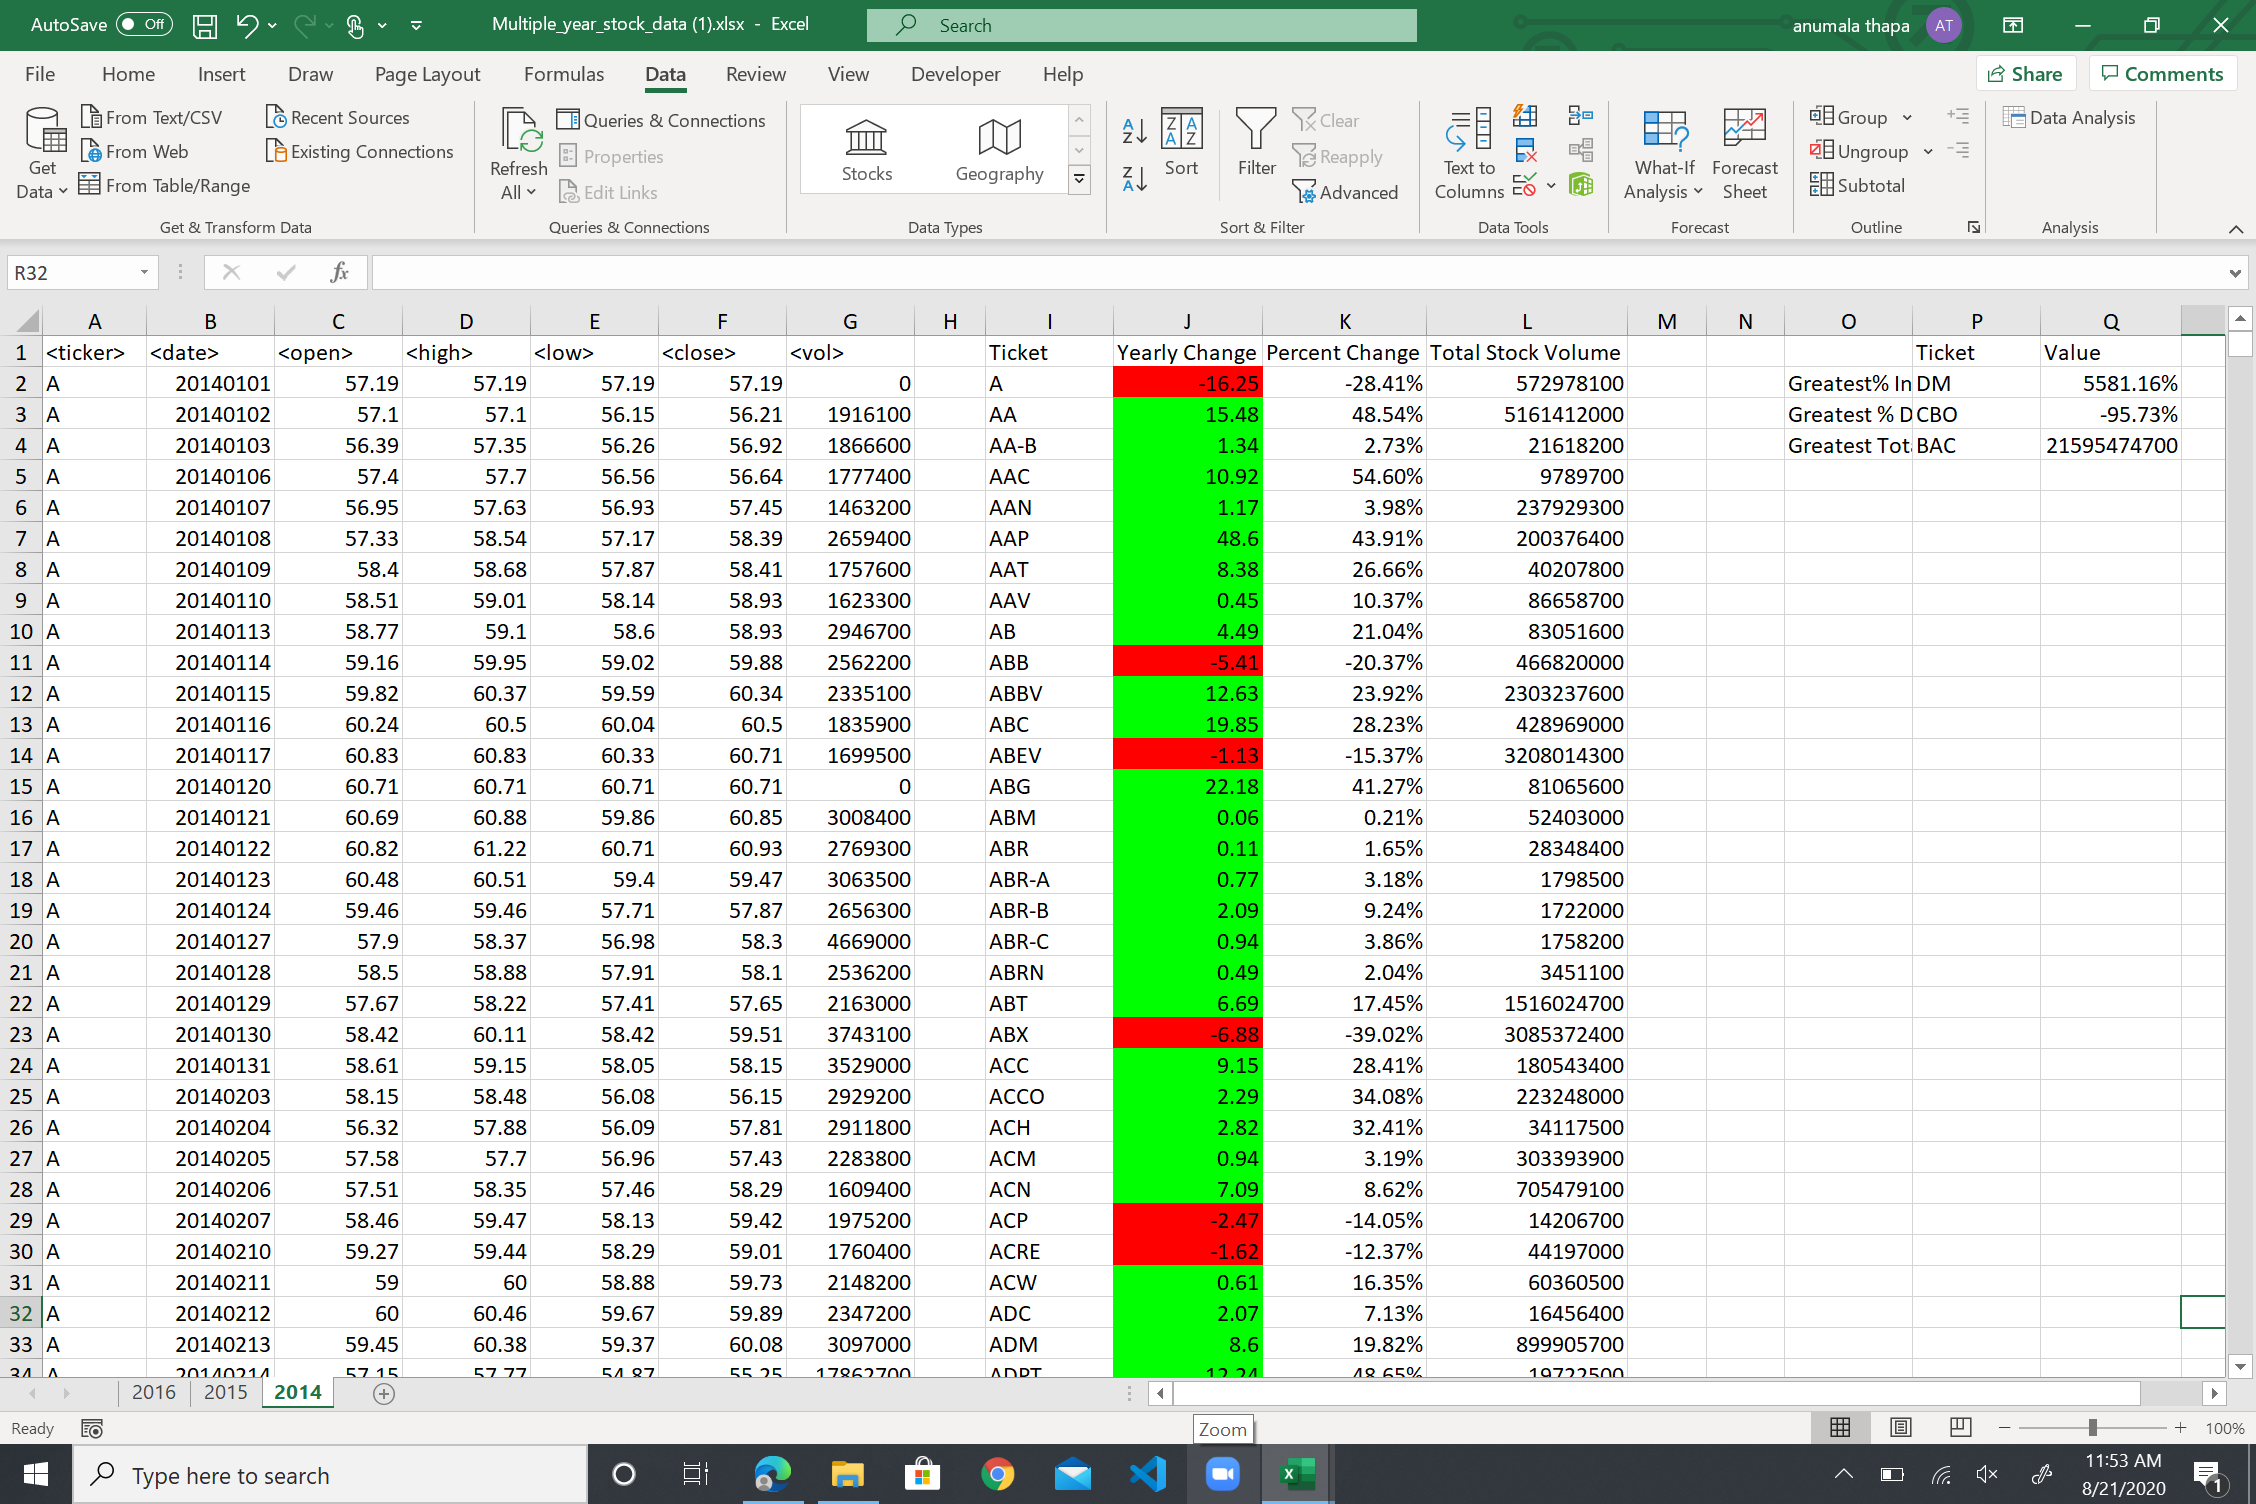 AutoSave Off Multiple_year_stock_data (1).xlsx - Excel Search anumala thapa AT
File Home Insert Draw Page Layout Formulas Data Review View Developer Help Share Comments
Get Data From Text/CSV From Web From Table/Range Recent Sources Existing Connections
Refresh All Queries & Connections Properties Edit Links
Stocks Geography
Sort Filter Clear Reapply Advanced
Text to Columns
What-If Analysis Forecast Sheet
Group Ungroup Subtotal
Data Analysis
Get & Transform Data Queries & Connections Data Types Sort & Filter Data Tools Forecast Outline Analysis
R32 fx
A B C D E F G H I J K L M N O P Q
1 <ticker> <date> <open> <high> <low> <close> <vol> Ticket Yearly Change Percent Change Total Stock Volume Ticket Value
2 A 20140101 57.19 57.19 57.19 57.19 0 A -16.25 -28.41% 572978100 Greatest% In DM 5581.16%
3 A 20140102 57.1 57.1 56.15 56.21 1916100 AA 15.48 48.54% 5161412000 Greatest % D CBO -95.73%
4 A 20140103 56.39 57.35 56.26 56.92 1866600 AA-B 1.34 2.73% 21618200 Greatest Tot BAC 21595474700
5 A 20140106 57.4 57.7 56.56 56.64 1777400 AAC 10.92 54.60% 9789700
6 A 20140107 56.95 57.63 56.93 57.45 1463200 AAN 1.17 3.98% 237929300
7 A 20140108 57.33 58.54 57.17 58.39 2659400 AAP 48.6 43.91% 200376400
8 A 20140109 58.4 58.68 57.87 58.41 1757600 AAT 8.38 26.66% 40207800
9 A 20140110 58.51 59.01 58.14 58.93 1623300 AAV 0.45 10.37% 86658700
10 A 20140113 58.77 59.1 58.6 58.93 2946700 AB 4.49 21.04% 83051600
11 A 20140114 59.16 59.95 59.02 59.88 2562200 ABB -5.41 -20.37% 466820000
12 A 20140115 59.82 60.37 59.59 60.34 2335100 ABBV 12.63 23.92% 2303237600
13 A 20140116 60.24 60.5 60.04 60.5 1835900 ABC 19.85 28.23% 428969000
14 A 20140117 60.83 60.83 60.33 60.71 1699500 ABEV -1.13 -15.37% 3208014300
15 A 20140120 60.71 60.71 60.71 60.71 0 ABG 22.18 41.27% 81065600
16 A 20140121 60.69 60.88 59.86 60.85 3008400 ABM 0.06 0.21% 52403000
17 A 20140122 60.82 61.22 60.71 60.93 2769300 ABR 0.11 1.65% 28348400
18 A 20140123 60.48 60.51 59.4 59.47 3063500 ABR-A 0.77 3.18% 1798500
19 A 20140124 59.46 59.46 57.71 57.87 2656300 ABR-B 2.09 9.24% 1722000
20 A 20140127 57.9 58.37 56.98 58.3 4669000 ABR-C 0.94 3.86% 1758200
21 A 20140128 58.5 58.88 57.91 58.1 2536200 ABRN 0.49 2.04% 3451100
22 A 20140129 57.67 58.22 57.41 57.65 2163000 ABT 6.69 17.45% 1516024700
23 A 20140130 58.42 60.11 58.42 59.51 3743100 ABX -6.88 -39.02% 3085372400
24 A 20140131 58.61 59.15 58.05 58.15 3529000 ACC 9.15 28.41% 180543400
25 A 20140203 58.15 58.48 56.08 56.15 2929200 ACCO 2.29 34.08% 223248000
26 A 20140204 56.32 57.88 56.09 57.81 2911800 ACH 2.82 32.41% 34117500
27 A 20140205 57.58 57.7 56.96 57.43 2283800 ACM 0.94 3.19% 303393900
28 A 20140206 57.51 58.35 57.46 58.29 1609400 ACN 7.09 8.62% 705479100
29 A 20140207 58.46 59.47 58.13 59.42 1975200 ACP -2.47 -14.05% 14206700
30 A 20140210 59.27 59.44 58.29 59.01 1760400 ACRE -1.62 -12.37% 44197000
31 A 20140211 59 60 58.88 59.73 2148200 ACW 0.61 16.35% 60360500
32 A 20140212 60 60.46 59.67 59.89 2347200 ADC 2.07 7.13% 16456400
33 A 20140213 59.45 60.38 59.37 60.08 3097000 ADM 8.6 19.82% 899905700
34 A 20140214 57.15 57.77 54.87 55.25 17862700 ADPT 12.24 48.65% 19722500
2016 2015 2014
Zoom
Ready 100%
Type here to search 11:53 AM
8/21/2020 1